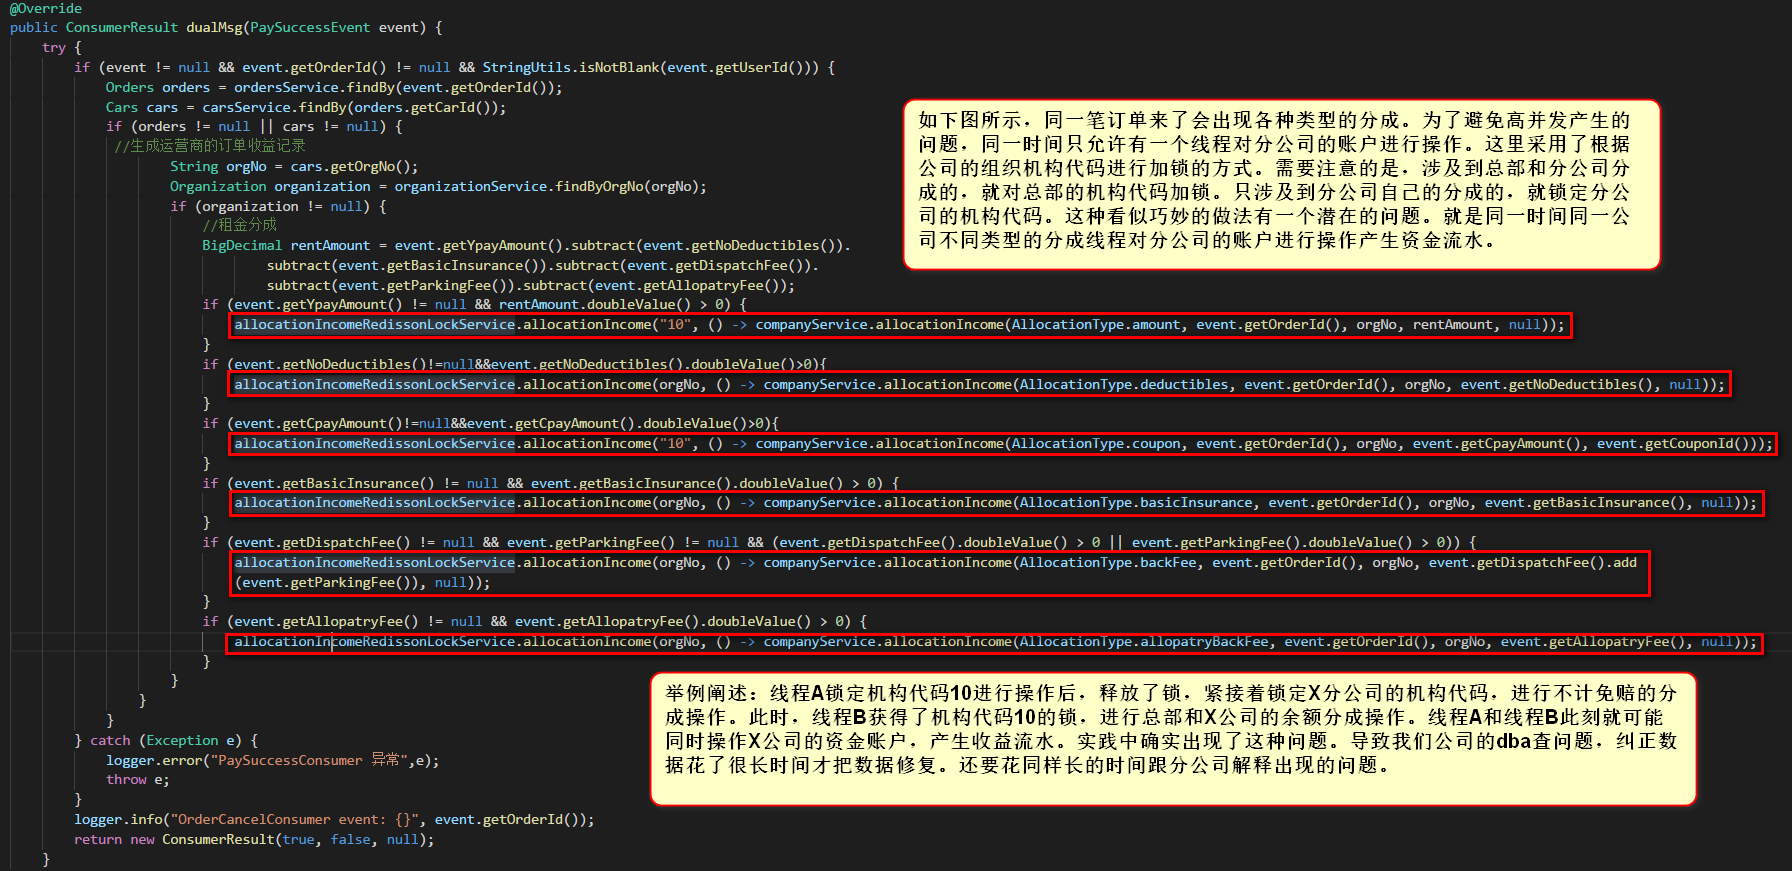 @Override
public ConsumerResult dualMsg(PaySuccessEvent event) {
try {
if (event != null && event.getOrderId() != null && StringUtils.isNotBlank(event.getUserId())) {
Orders orders = ordersService.findBy(event.getOrderId());
Cars cars = carsService.findBy(orders.getCarId());
if (orders != null || cars != null) {
//生成运营商的订单收益记录
String orgNo = cars.getOrgNo();
Organization organization = organizationService.findByOrgNo(orgNo);
if (organization != null) {
//租金分成
BigDecimal rentAmount = event.getYpayAmount().subtract(event.getNoDeductibles()).
subtract(event.getBasicInsurance()).subtract(event.getDispatchFee()).
subtract(event.getParkingFee()).subtract(event.getAllopatryFee());
如下图所示，同一笔订单来了会出现各种类型的分成。为了避免高并发产生的
问题，同一时间只允许有一个线程对分公司的账户进行操作。这里采用了根据
公司的组织机构代码进行加锁的方式。需要注意的是，涉及到总部和分公司分
成的，就对总部的机构代码加锁。只涉及到分公司自己的分成的，就锁定分公
司的机构代码。这种看似巧妙的做法有一个潜在的问题。就是同一时间同一公
司不同类型的分成线程对分公司的账户进行操作产生资金流水。
if (event.getYpayAmount() != null && rentAmount.doubleValue() > 0) {
allocationIncomeRedissonLockService.allocationIncome("10", () -> companyService.allocationIncome(AllocationType.amount, event.getOrderId(), orgNo, rentAmount, null));
}
if (event.getNoDeductibles()!=null&&event.getNoDeductibles().doubleValue()>0){
allocationIncomeRedissonLockService.allocationIncome(orgNo, () -> companyService.allocationIncome(AllocationType.deductibles, event.getOrderId(), orgNo, event.getNoDeductibles(), null));
}
if (event.getCpayAmount()!=null&&event.getCpayAmount().doubleValue()>0){
allocationIncomeRedissonLockService.allocationIncome("10", () -> companyService.allocationIncome(AllocationType.coupon, event.getOrderId(), orgNo, event.getCpayAmount(), event.getCouponId()));
}
if (event.getBasicInsurance() != null && event.getBasicInsurance().doubleValue() > 0) {
allocationIncomeRedissonLockService.allocationIncome(orgNo, () -> companyService.allocationIncome(AllocationType.basicInsurance, event.getOrderId(), orgNo, event.getBasicInsurance(), null));
}
if (event.getDispatchFee() != null && event.getParkingFee() != null && (event.getDispatchFee().doubleValue() > 0 || event.getParkingFee().doubleValue() > 0)) {
allocationIncomeRedissonLockService.allocationIncome(orgNo, () -> companyService.allocationIncome(AllocationType.backFee, event.getOrderId(), orgNo, event.getDispatchFee().add
(event.getParkingFee()), null));
}
if (event.getAllopatryFee() != null && event.getAllopatryFee().doubleValue() > 0) {
allocationIncomeRedissonLockService.allocationIncome(orgNo, () -> companyService.allocationIncome(AllocationType.allopatryBackFee, event.getOrderId(), orgNo, event.getAllopatryFee(), null));
}
}
}
}
举例阐述：线程A锁定机构代码10进行操作后，释放了锁，紧接着锁定X分公司的机构代码，进行不计免赔的分
成操作。此时，线程B获得了机构代码10的锁，进行总部和X公司的余额分成操作。线程A和线程B此刻就可能
同时操作X公司的资金账户，产生收益流水。实践中确实出现了这种问题。导致我们公司的dba查问题，纠正数
据花了很长时间才把数据修复。还要花同样长的时间跟分公司解释出现的问题。
} catch (Exception e) {
logger.error("PaySuccessConsumer 异常",e);
throw e;
}
logger.info("OrderCancelConsumer event: {}", event.getOrderId());
return new ConsumerResult(true, false, null);
}